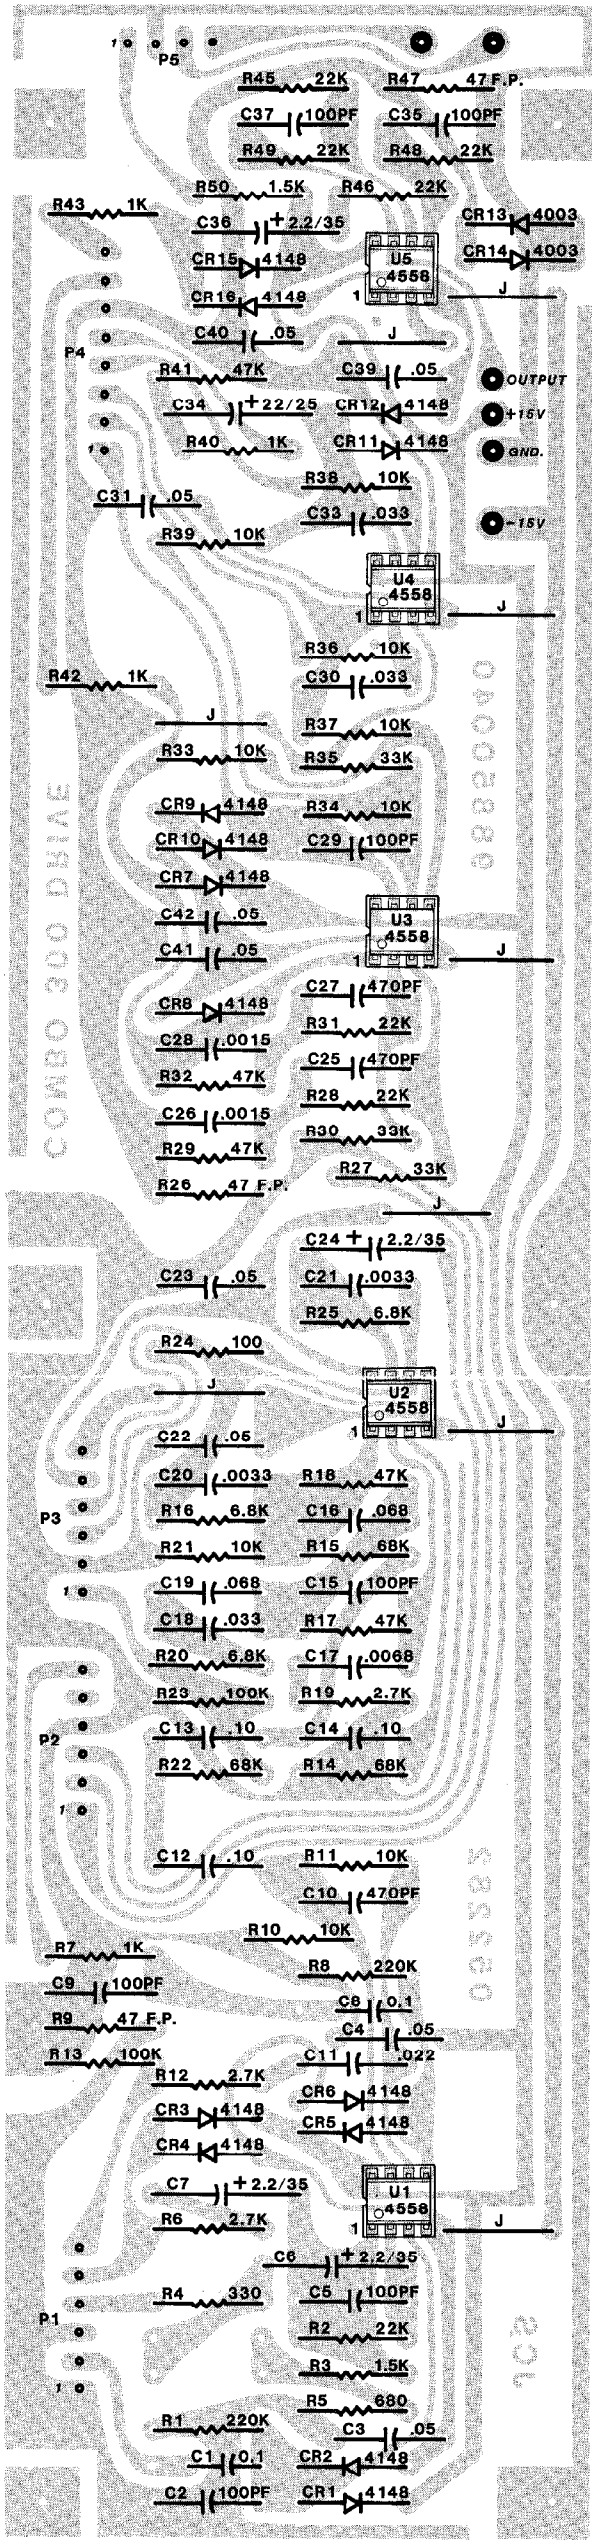 1 P5
R45 22K R47 47 F.P.
C37 100PF C35 100PF
R49 22K R48 22K
R50 1.5K R46 22K
R43 1K
C36 + 2.2/35
CR13 4003
CR15 4148
CR14 4003
U5
4558
1
CR16 4148
J
C40 .05 J
P4
R41 47K C39 .05
OUTPUT
C34 + 22/25 CR12 4148
+15V
R40 1K CR11 4148
GND.
1
R38 10K
C31 .05
C33 .033
-15V
R39 10K
U4
4558
1
J
R36 10K
R42 1K
C30 .033
J
R37 10K
R33 10K R35 33K
98850040
COMBO 300 DRIVE
CR9 4148 R34 10K
CR10 4148 C29 100PF
CR7 4148
C42 .05
U3
4558
1
C41 .05
J
C27 470PF
CR8 4148
R31 22K
C28 .0015
C25 470PF
R32 47K
R28 22K
C26 .0015
R30 33K
R29 47K
R27 33K
R26 47 F.P.
J
C24 + 2.2/35
C23 .05 C21 .0033
R25 6.8K
R24 100
J
U2
4558
1
J
C22 .05
C20 .0033 R18 47K
P3
R16 6.8K C16 .068
R21 10K R15 68K
1
C19 .068 C15 100PF
C18 .033 R17 47K
R20 6.8K C17 .0068
R23 100K R19 2.7K
P2
C13 .10 C14 .10
R22 68K R14 68K
1
C12 .10 R11 10K
C10 470PF
052282
R10 10K
R7 1K
R8 220K
C9 100PF
C8 0.1
R9 47 F.P.
C4 .05
R13 100K
C11 .022
R12 2.7K
CR6 4148
CR3 4148
CR5 4148
CR4 4148
C7 + 2.2/35
U1
4558
1
R6 2.7K
J
C6 + 2.2/35
R4 330 C5 100PF
P1
R2 22K
R3 1.5K
1
R5 680
R1 220K
C3 .05
C1 0.1 CR2 4148
C2 100PF CR1 4148